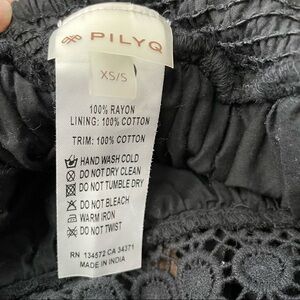 PILYQ
XS/S
100% RAYON
LINING: 100% COTTON
TRIM: 100% COTTON
HAND WASH COLD
DO NOT DRY CLEAN
DO NOT TUMBLE DRY
DO NOT BLEACH
WARM IRON
DO NOT TWIST
RN 134572 CA 34371
MADE IN INDIA